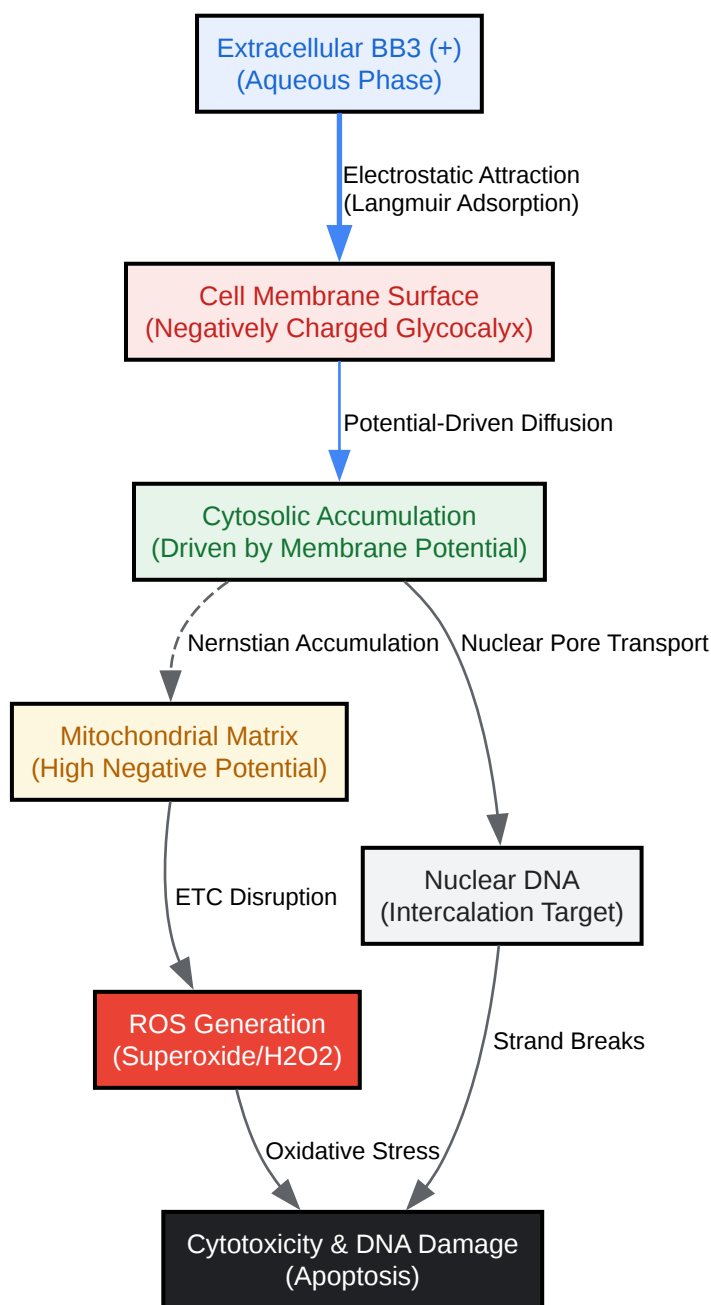 Extracellular BB3 (+)
(Aqueous Phase)
Electrostatic Attraction
(Langmuir Adsorption)
Cell Membrane Surface
(Negatively Charged Glycocalyx)
Potential-Driven Diffusion
Cytosolic Accumulation
(Driven by Membrane Potential)
Nernstian Accumulation
Nuclear Pore Transport
Mitochondrial Matrix
(High Negative Potential)
Nuclear DNA
(Intercalation Target)
ETC Disruption
ROS Generation
(Superoxide/H2O2)
Strand Breaks
Oxidative Stress
Cytotoxicity & DNA Damage
(Apoptosis)